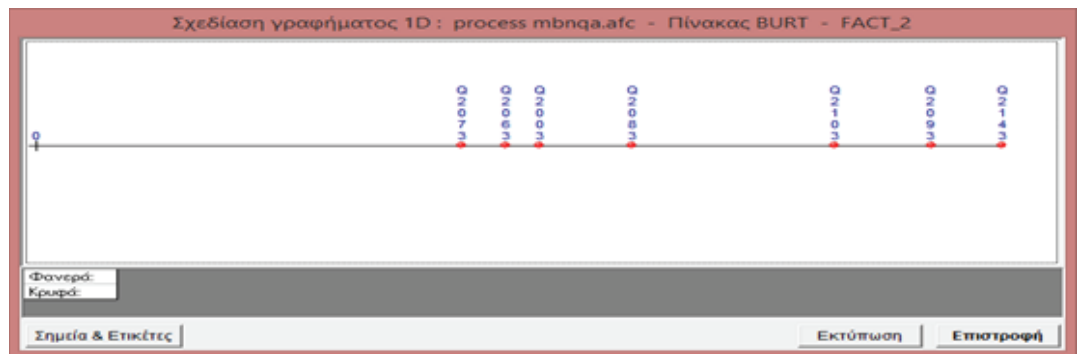 Σχεδίαση γραφήματος 1D : process mbnqa.afc - Πίνακας BURT - FACT_2
0
Q2073
Q2063
Q2003
Q2083
Q2103
Q2093
Q2143
Φανερά:
Κρυφά:
Σημεία & Ετικέτες
Εκτύπωση
Επιστροφή